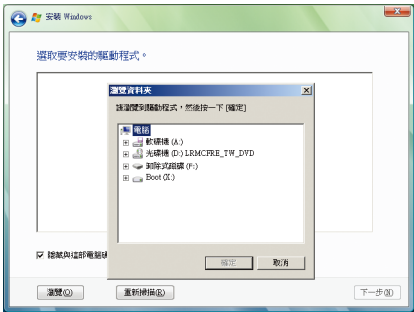 安裝 Windows
選取要安裝的驅動程式。
瀏覽資料夾
請瀏覽到驅動程式，然後按一下 [確定]
電腦
軟碟機 (A:)
光碟機 (D:) LRMCFRE_TW_DVD
卸除式磁碟 (F:)
Boot (X:)
隱藏與這部電腦硬
確定
取消
瀏覽(O)
重新掃描(R)
下一步(N)